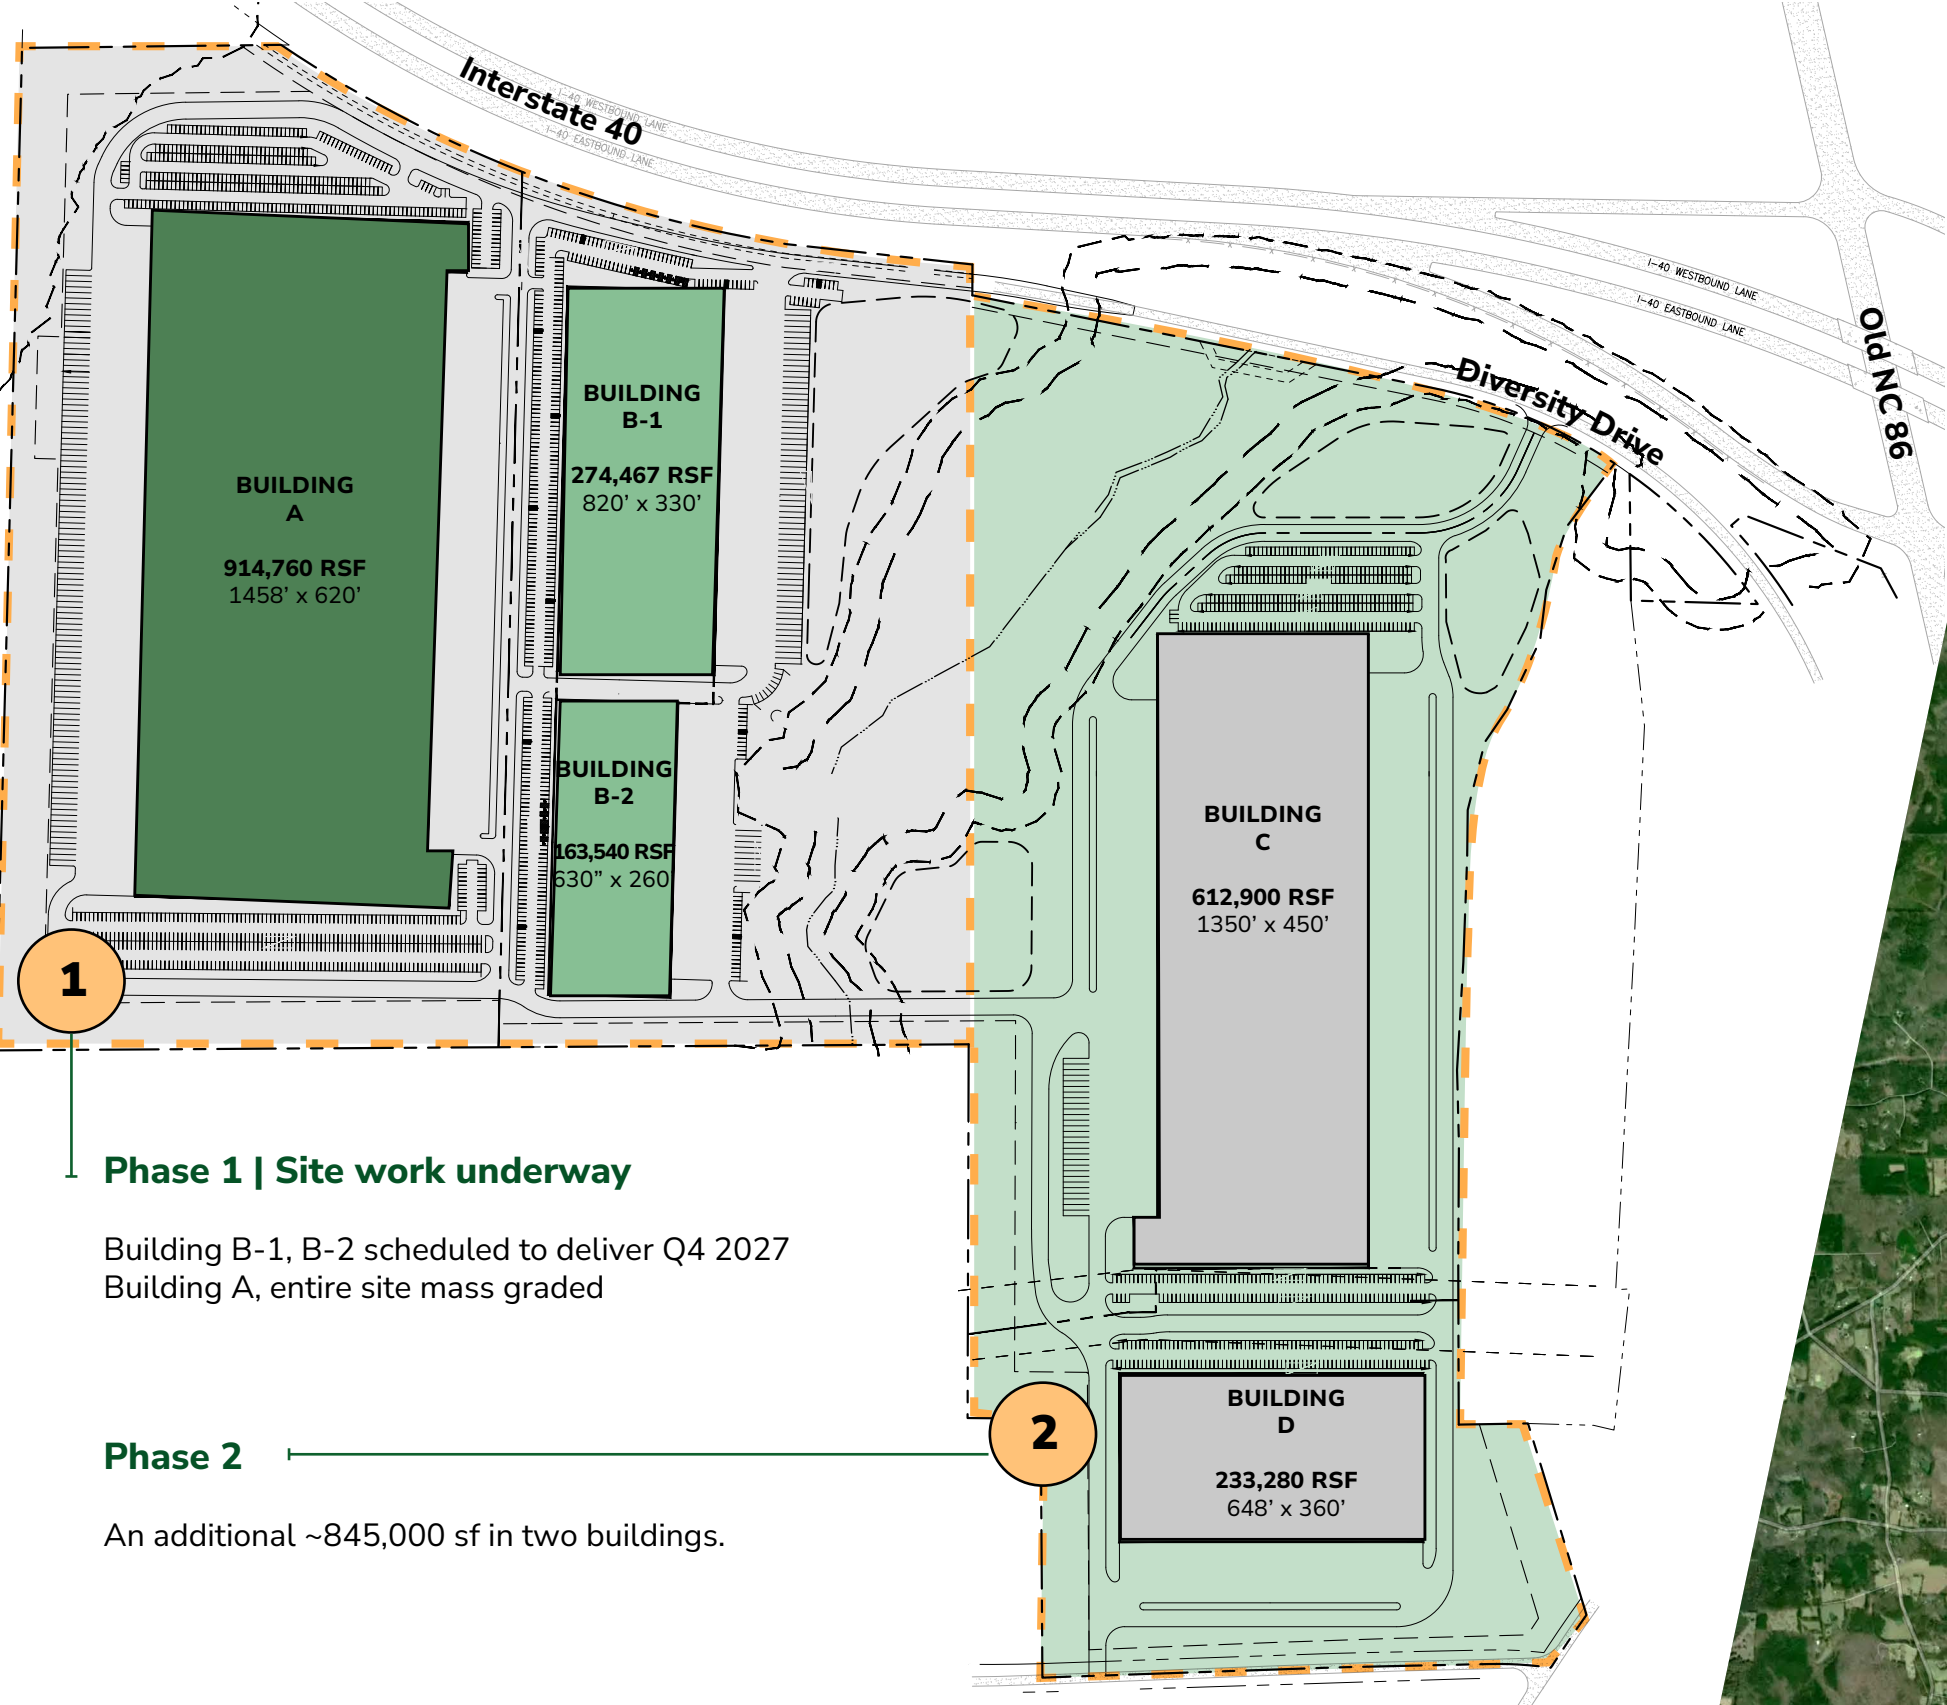 Interstate 40
I-40 WESTBOUND LANE
I-40 EASTBOUND LANE
I-40 WESTBOUND LANE
I-40 EASTBOUND LANE
Old NC 86
Diversity Drive
BUILDING
A
914,760 RSF
1458’ x 620’
BUILDING
B-1
274,467 RSF
820’ x 330’
BUILDING
B-2
163,540 RSF
630” x 260’
BUILDING
C
612,900 RSF
1350’ x 450’
1
Phase 1 | Site work underway
Building B-1, B-2 scheduled to deliver Q4 2027
Building A, entire site mass graded
2
BUILDING
D
233,280 RSF
648’ x 360’
Phase 2
An additional ~845,000 sf in two buildings.